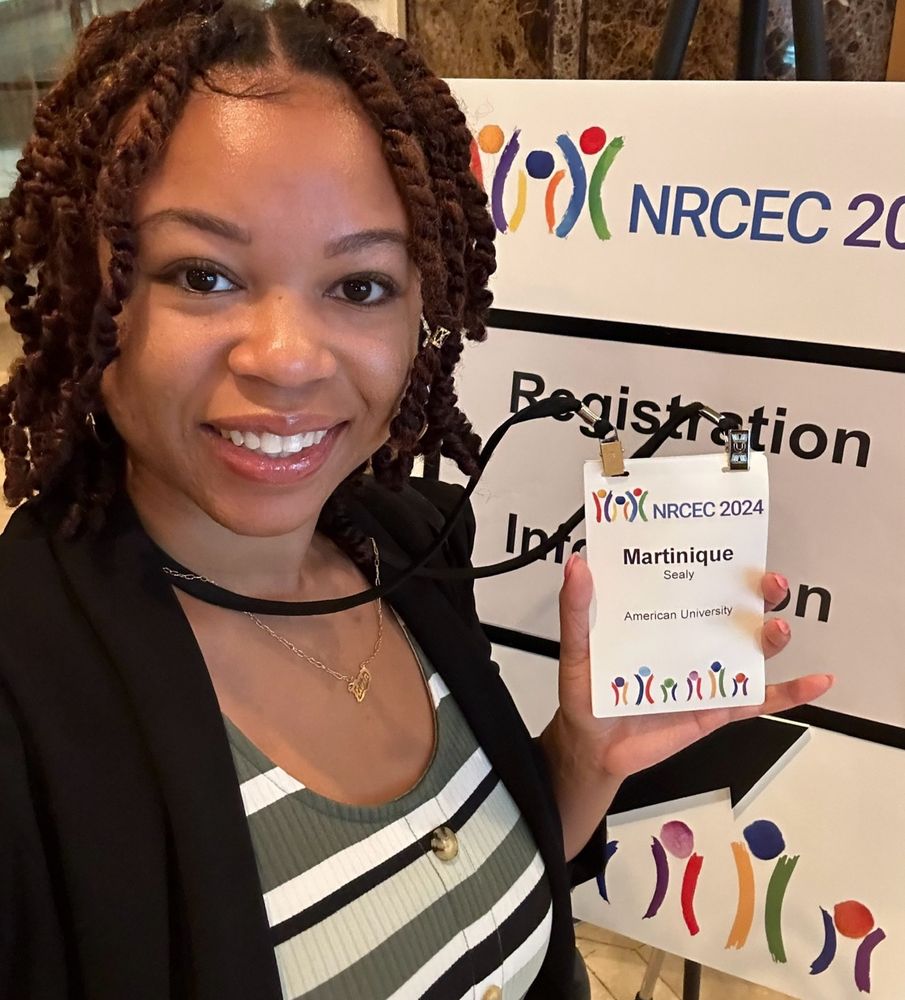 NRCEC 20
Registration
Inf
on
NRCEC 2024
Martinique
Sealy
American University